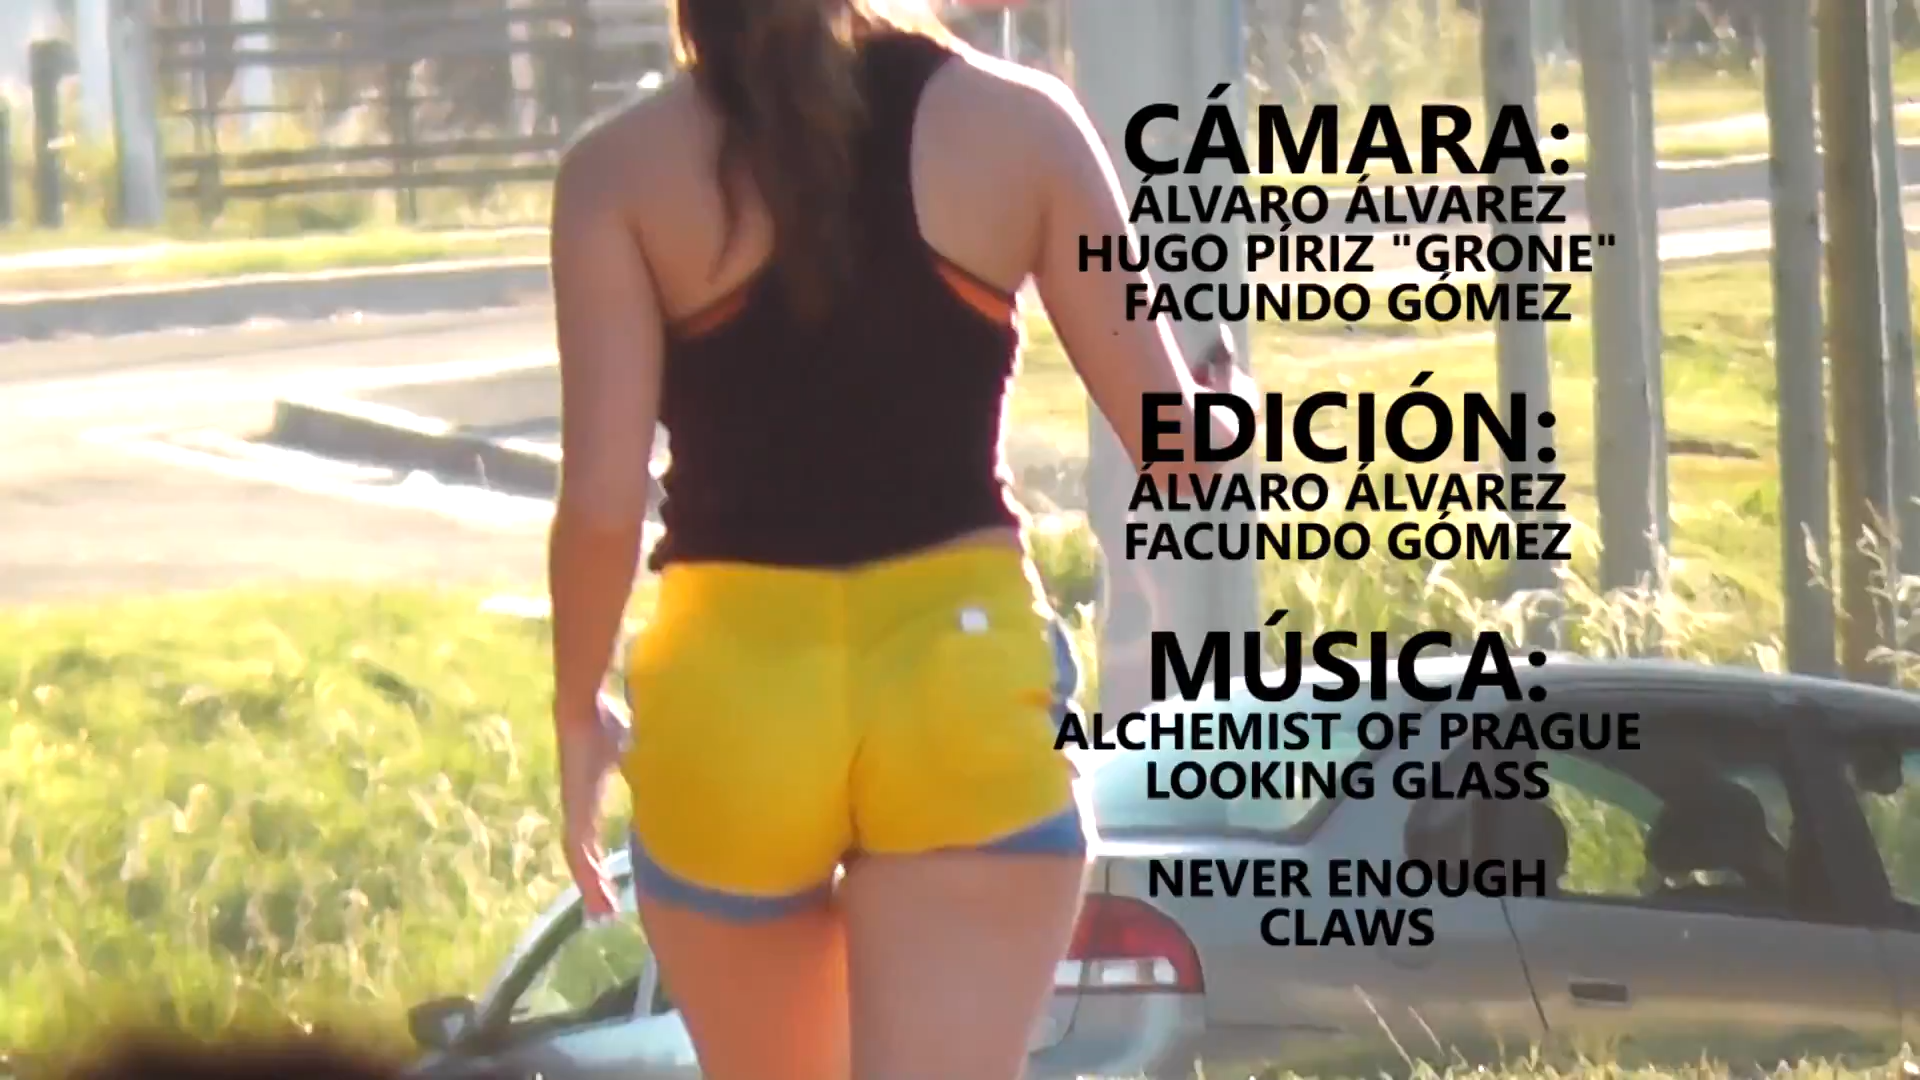 CÁMARA:
ÁLVARO ÁLVAREZ
HUGO PÍRIZ "GRONE"
FACUNDO GÓMEZ
EDICIÓN:
ÁLVARO ÁLVAREZ
FACUNDO GÓMEZ
MÚSICA:
ALCHEMIST OF PRAGUE
LOOKING GLASS
NEVER ENOUGH
CLAWS